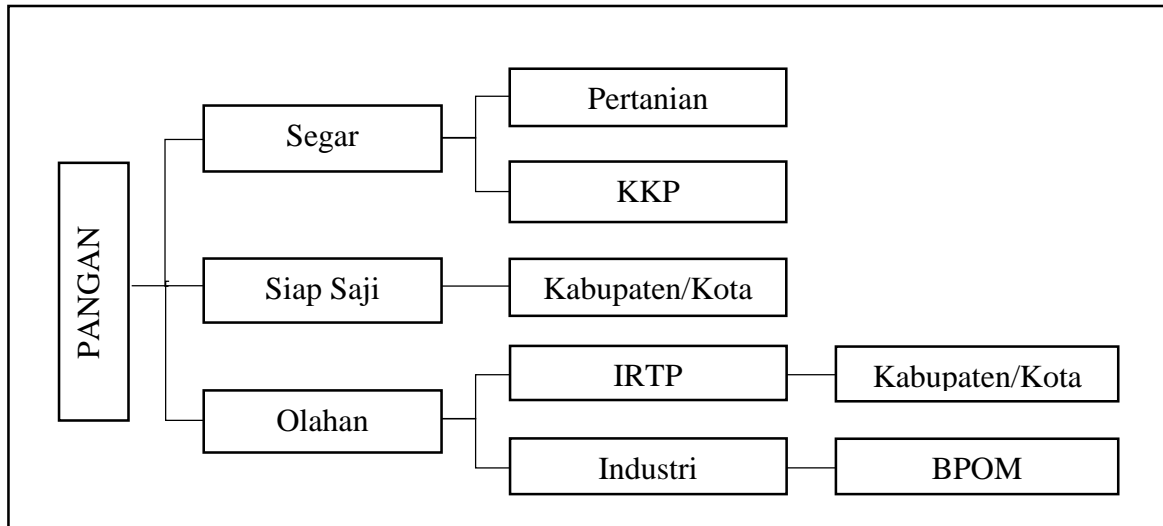 PANGAN
Segar
Pertanian
KKP
Siap Saji
Kabupaten/Kota
Olahan
IRTP
Kabupaten/Kota
Industri
BPOM